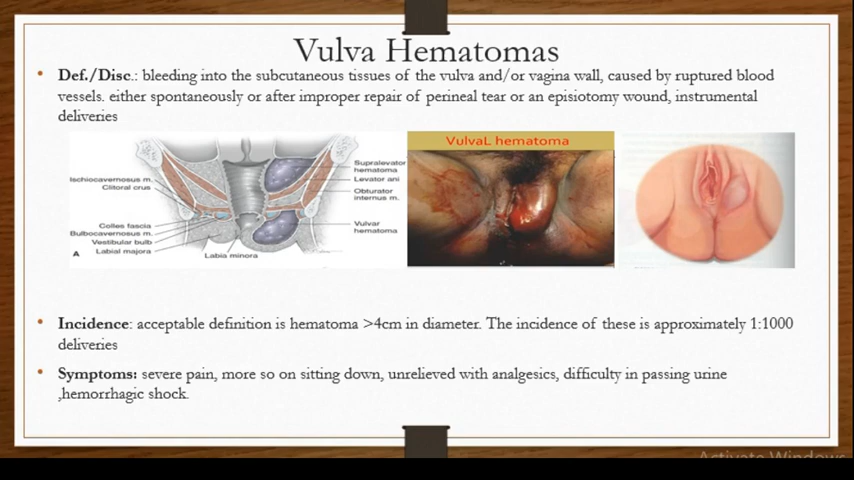 Vulva Hematomas
• Def./Disc.: bleeding into the subcutaneous tissues of the vulva and/or vagina wall, caused by ruptured blood
vessels. either spontaneously or after improper repair of perineal tear or an episiotomy wound, instrumental
deliveries
Ischiocavernosus m.
Clitoral crus
Colles fascia
Bulbocavernosus m.
Vestibular bulb
Labial majora
A
Labia minora
Supralevator
hematoma
Levator ani
Obturator
internus m.
Vulvar
hematoma
VulvaL hematoma
• Incidence: acceptable definition is hematoma >4cm in diameter. The incidence of these is approximately 1:1000
deliveries
• Symptoms: severe pain, more so on sitting down, unrelieved with analgesics, difficulty in passing urine
,hemorrhagic shock.
Activate Windows